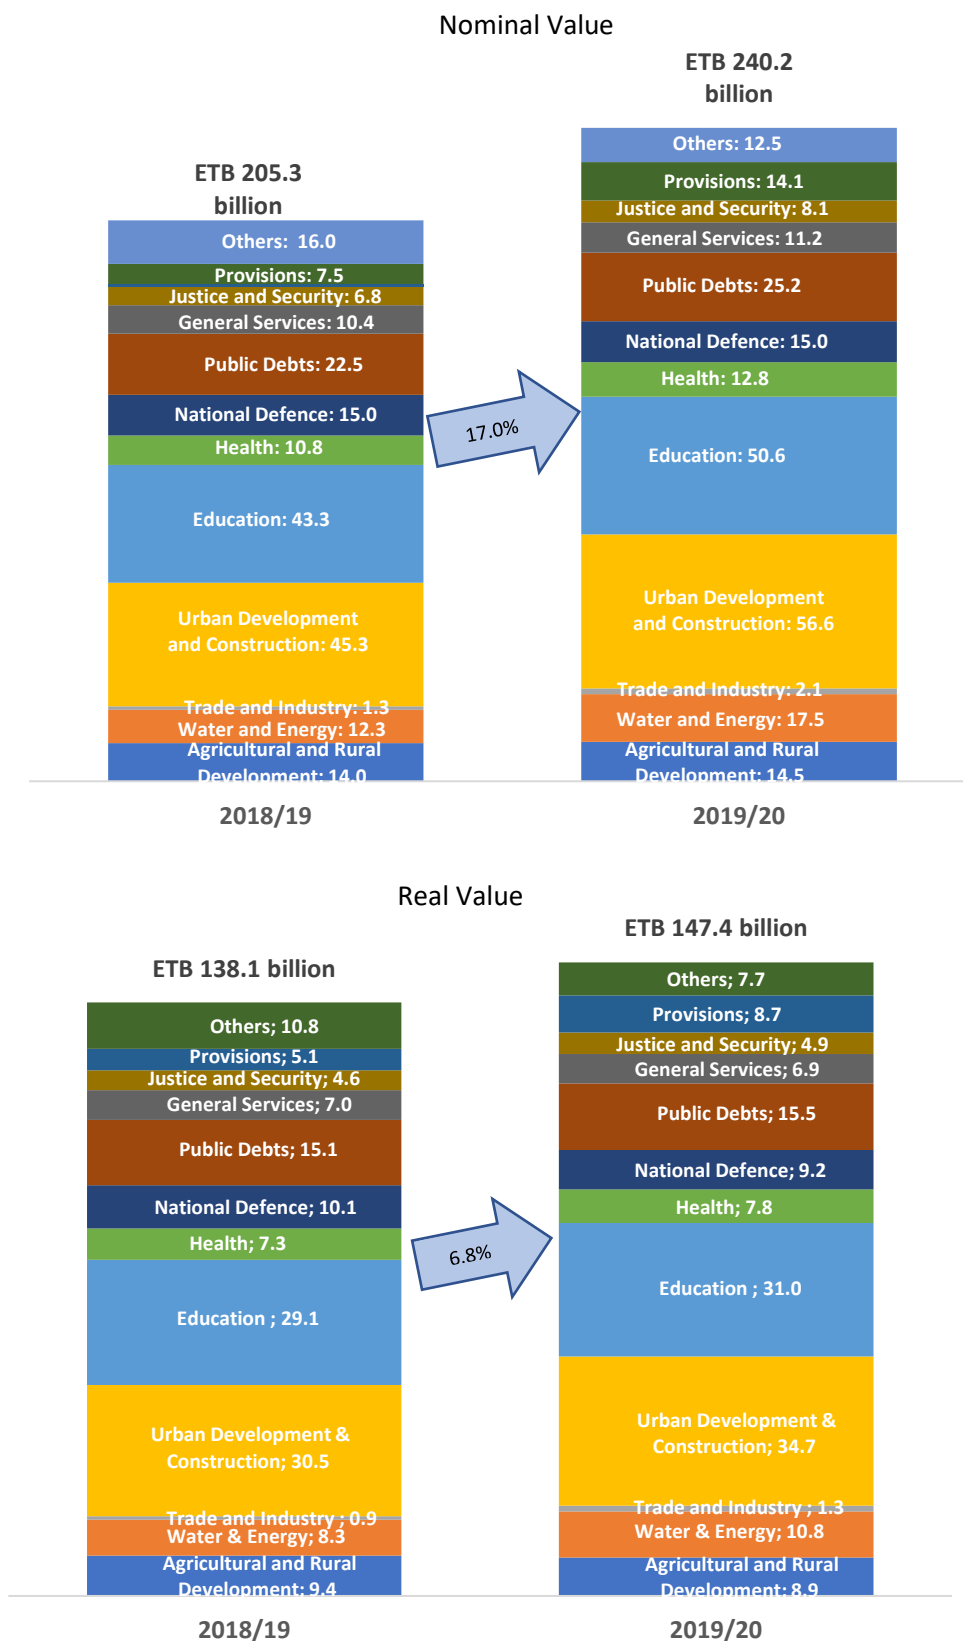 Nominal Value
ETB 240.2
billion
Others: 12.5
Provisions: 14.1
Justice and Security: 8.1
General Services: 11.2
Public Debts: 25.2
National Defence: 15.0
Health: 12.8
Education: 50.6
Urban Development
and Construction: 56.6
Trade and Industry: 2.1
Water and Energy: 17.5
Agricultural and Rural
Development: 14.5
2019/20
ETB 205.3
billion
Others: 16.0
Provisions: 7.5
Justice and Security: 6.8
General Services: 10.4
Public Debts: 22.5
National Defence: 15.0
Health: 10.8
Education: 43.3
Urban Development
and Construction: 45.3
Trade and Industry: 1.3
Water and Energy: 12.3
Agricultural and Rural
Development: 14.0
2018/19
17.0%
Real Value
ETB 147.4 billion
Others; 7.7
Provisions; 8.7
Justice and Security; 4.9
General Services; 6.9
Public Debts; 15.5
National Defence; 9.2
Health; 7.8
Education ; 31.0
Urban Development &
Construction; 34.7
Trade and Industry ; 1.3
Water & Energy; 10.8
Agricultural and Rural
Development; 8.9
2019/20
ETB 138.1 billion
Others; 10.8
Provisions; 5.1
Justice and Security; 4.6
General Services; 7.0
Public Debts; 15.1
National Defence; 10.1
Health; 7.3
Education ; 29.1
Urban Development &
Construction; 30.5
Trade and Industry ; 0.9
Water & Energy; 8.3
Agricultural and Rural
Development; 9.4
2018/19
6.8%